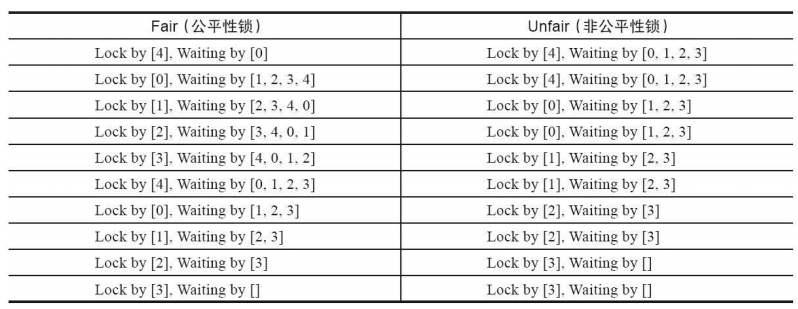 Fair（公平性锁） Unfair（非公平性锁）
Lock by [4], Waiting by [0] Lock by [4], Waiting by [0, 1, 2, 3]
Lock by [0], Waiting by [1, 2, 3, 4] Lock by [4], Waiting by [0, 1, 2, 3]
Lock by [1], Waiting by [2, 3, 4, 0] Lock by [0], Waiting by [1, 2, 3]
Lock by [2], Waiting by [3, 4, 0, 1] Lock by [0], Waiting by [1, 2, 3]
Lock by [3], Waiting by [4, 0, 1, 2] Lock by [1], Waiting by [2, 3]
Lock by [4], Waiting by [0, 1, 2, 3] Lock by [1], Waiting by [2, 3]
Lock by [0], Waiting by [1, 2, 3] Lock by [2], Waiting by [3]
Lock by [1], Waiting by [2, 3] Lock by [2], Waiting by [3]
Lock by [2], Waiting by [3] Lock by [3], Waiting by []
Lock by [3], Waiting by [] Lock by [3], Waiting by []